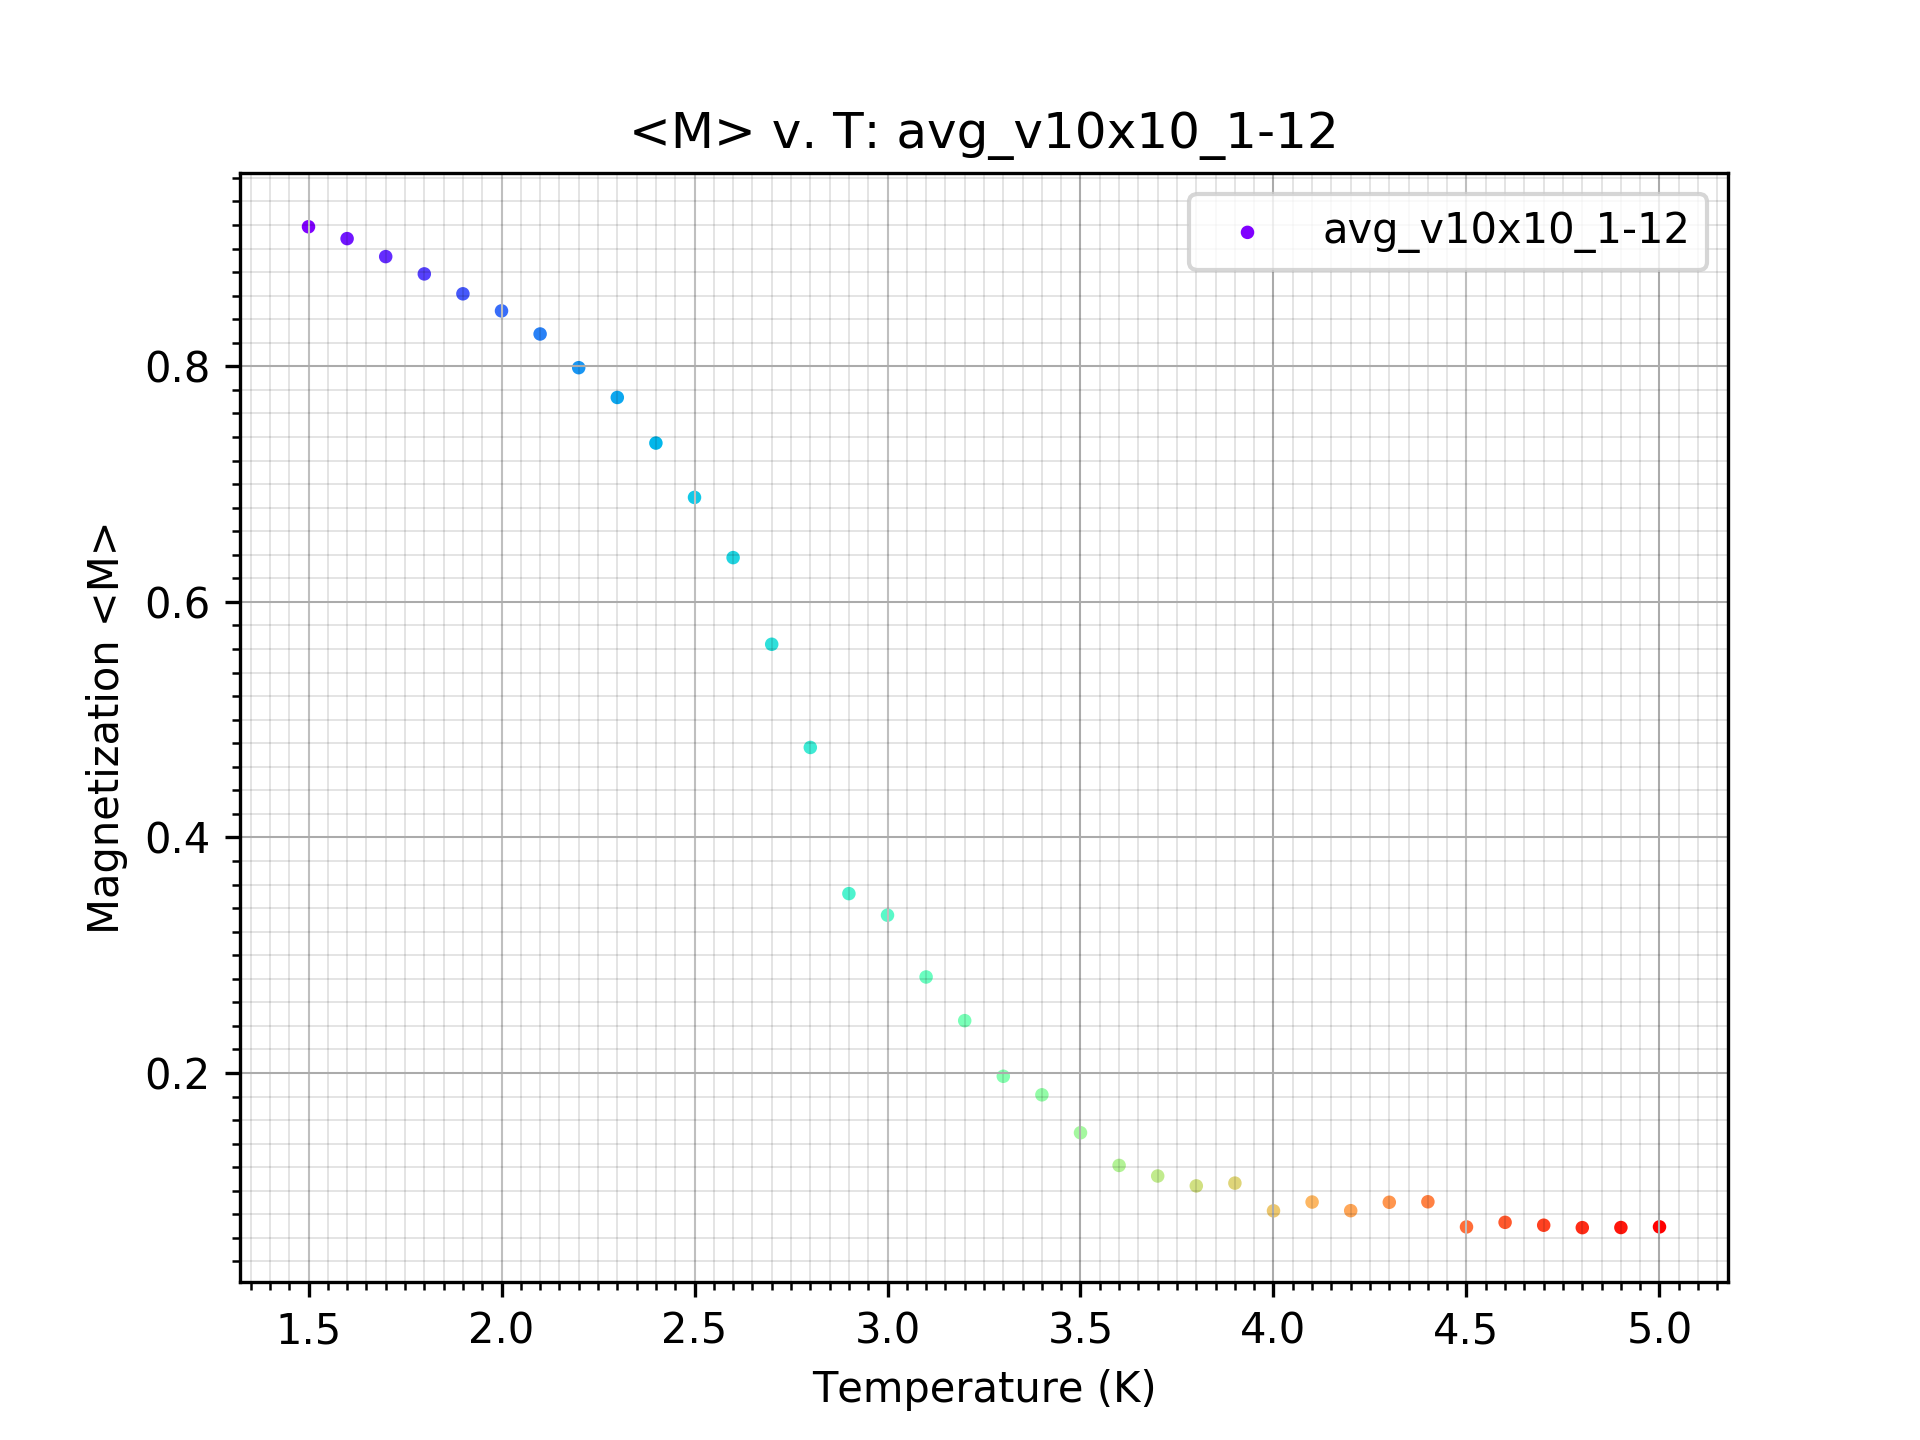 <M> v. T: avg_v10x10_1-12
avg_v10x10_1-12
Magnetization <M>
0.8
0.6
0.4
0.2
1.5 2.0 2.5 3.0 3.5 4.0 4.5 5.0
Temperature (K)